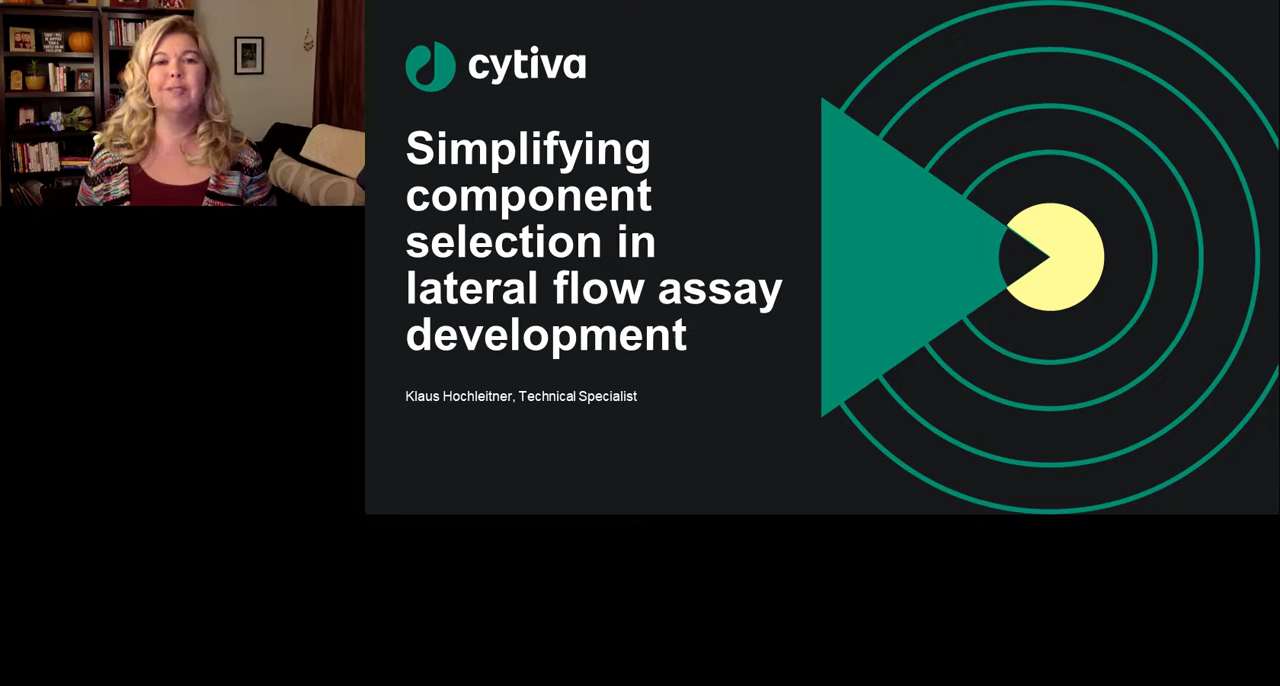 cytiva
Simplifying
component
selection in
lateral flow assay
development
Klaus Hochleitner, Technical Specialist